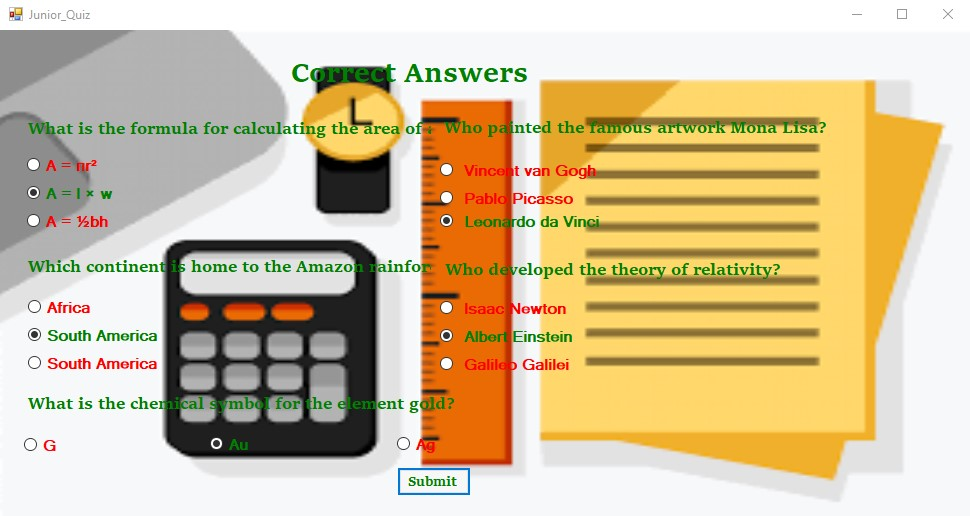 Junior_Quiz
Correct Answers
What is the formula for calculating the area of
A = πr²
A = l × w
A = ½bh
Who painted the famous artwork Mona Lisa?
Vincent van Gogh
Pablo Picasso
Leonardo da Vinci
Which continent is home to the Amazon rainfor
Africa
South America
South America
Who developed the theory of relativity?
Isaac Newton
Albert Einstein
Galileo Galilei
What is the chemical symbol for the element gold?
G
Au
Ag
Submit